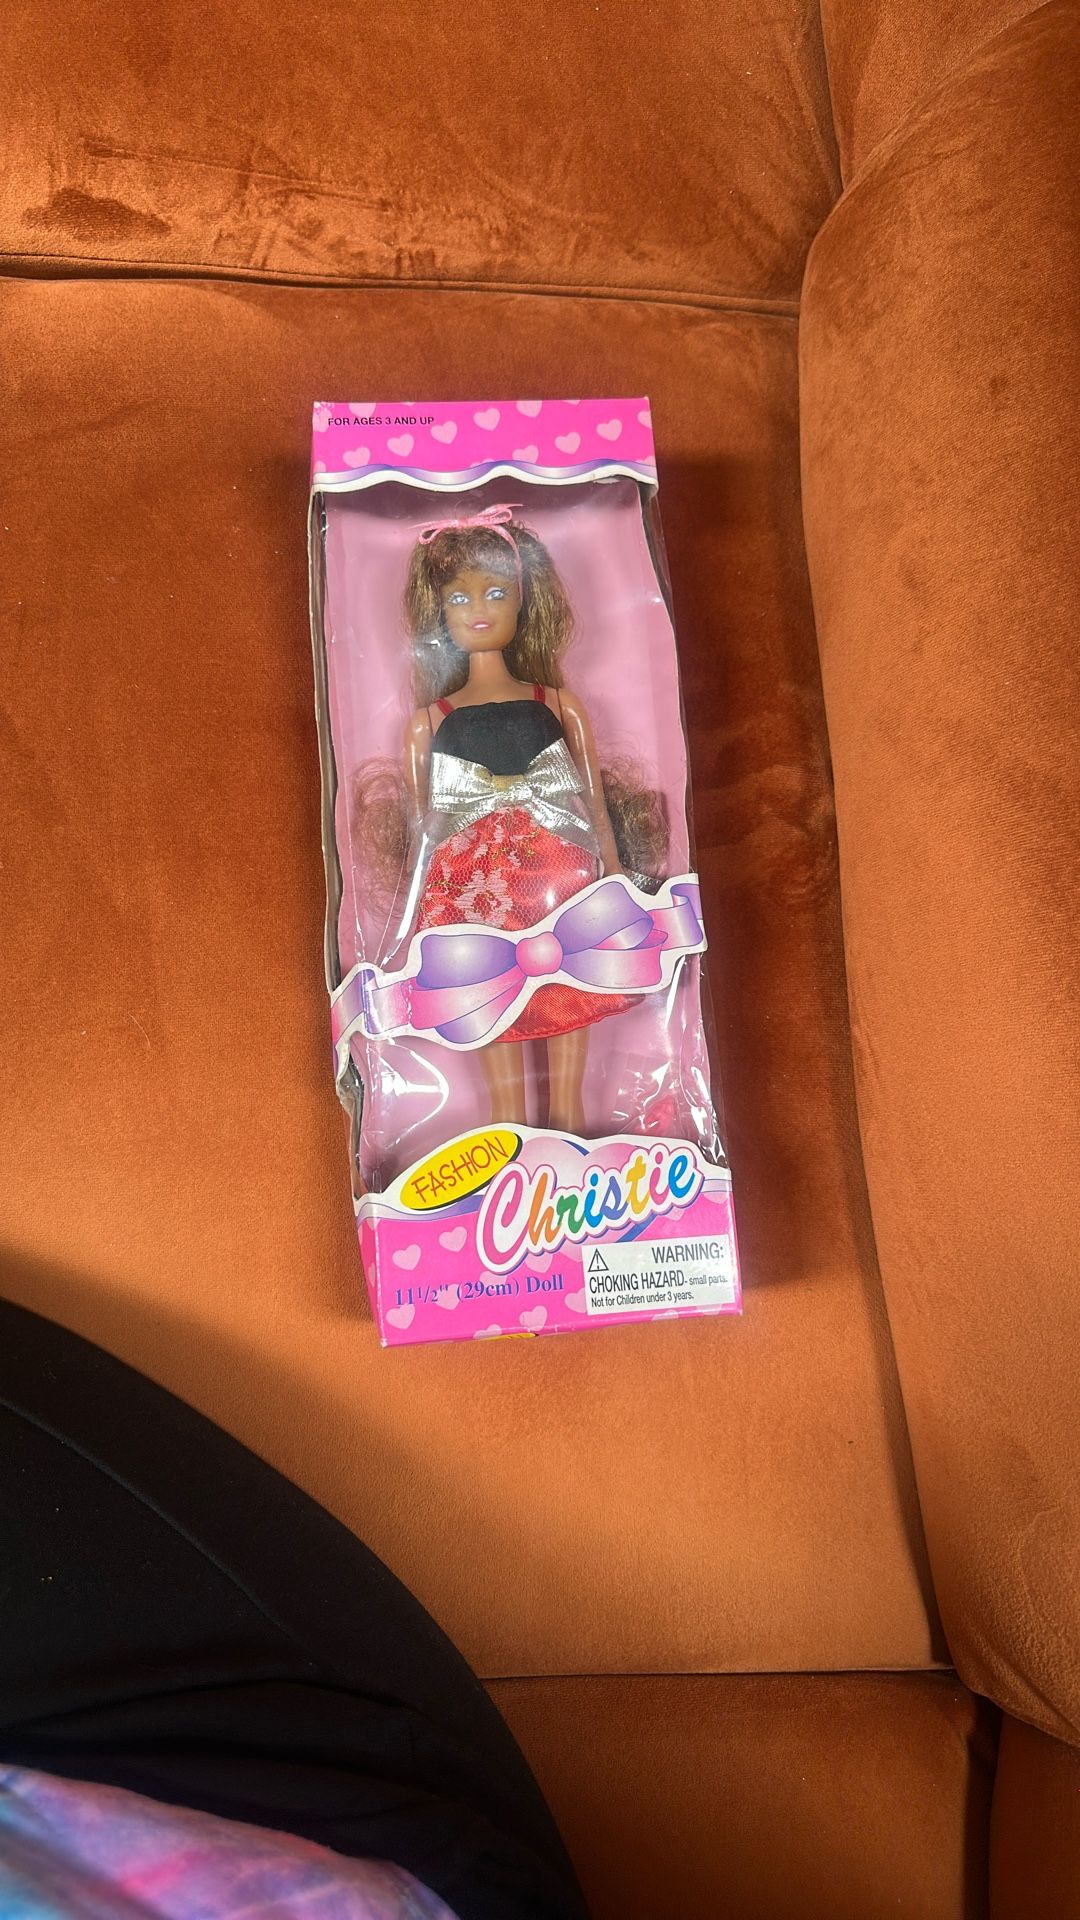 FOR AGES 3 AND UP
FASHION
Christie
11 1/2" (29cm) Doll
WARNING:
CHOKING HAZARD- small parts.
Not for Children under 3 years.